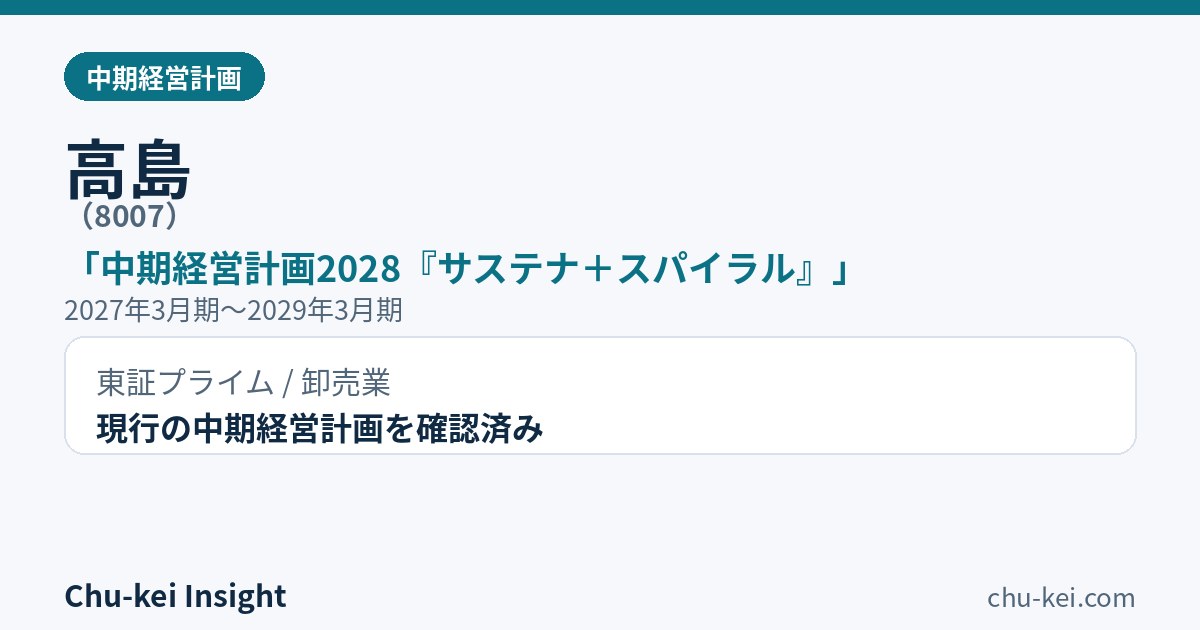 中期経営計画
高島
（8007）
「中期経営計画2028『サステナ＋スパイラル』」
2027年3月期～2029年3月期
東証プライム / 卸売業
現行の中期経営計画を確認済み
Chu-kei Insight
chu-kei.com